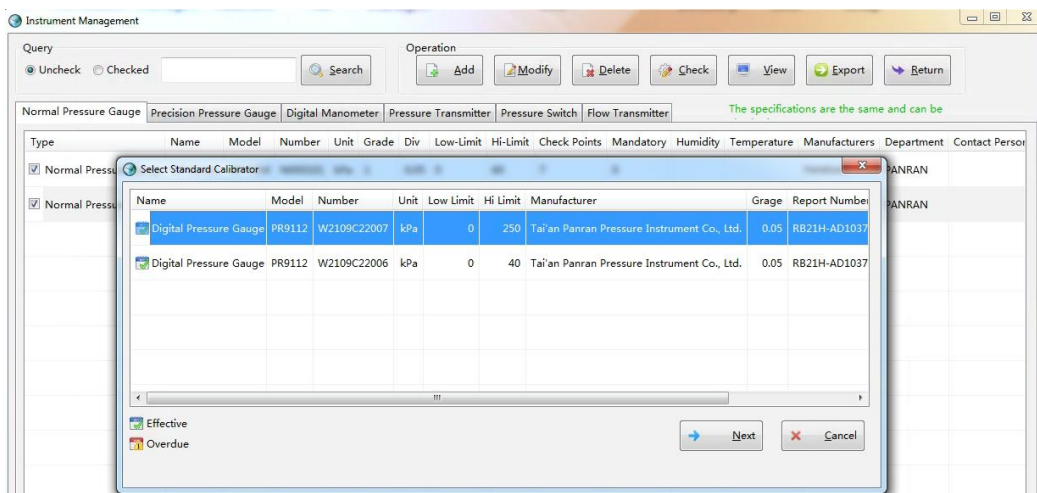 Instrument Management
Query
Operation
Uncheck Checked Search Add Modify Delete Check View Export Return
Normal Pressure Gauge Precision Pressure Gauge Digital Manometer Pressure Transmitter Pressure Switch Flow Transmitter The specifications are the same and can be
Type Name Model Number Unit Grade Div Low-Limit Hi-Limit Check Points Mandatory Humidity Temperature Manufacturers Department Contact Person
Normal Pressu PANRAN
Normal Pressu PANRAN
Select Standard Calibrator
Name Model Number Unit Low Limit Hi Limit Manufacturer Grage Report Number
Digital Pressure Gauge PR9112 W2109C22007 kPa 0 250 Tai'an Panran Pressure Instrument Co., Ltd. 0.05 RB21H-AD1037
Digital Pressure Gauge PR9112 W2109C22006 kPa 0 40 Tai'an Panran Pressure Instrument Co., Ltd. 0.05 RB21H-AD1037
Effective
Overdue
Next Cancel